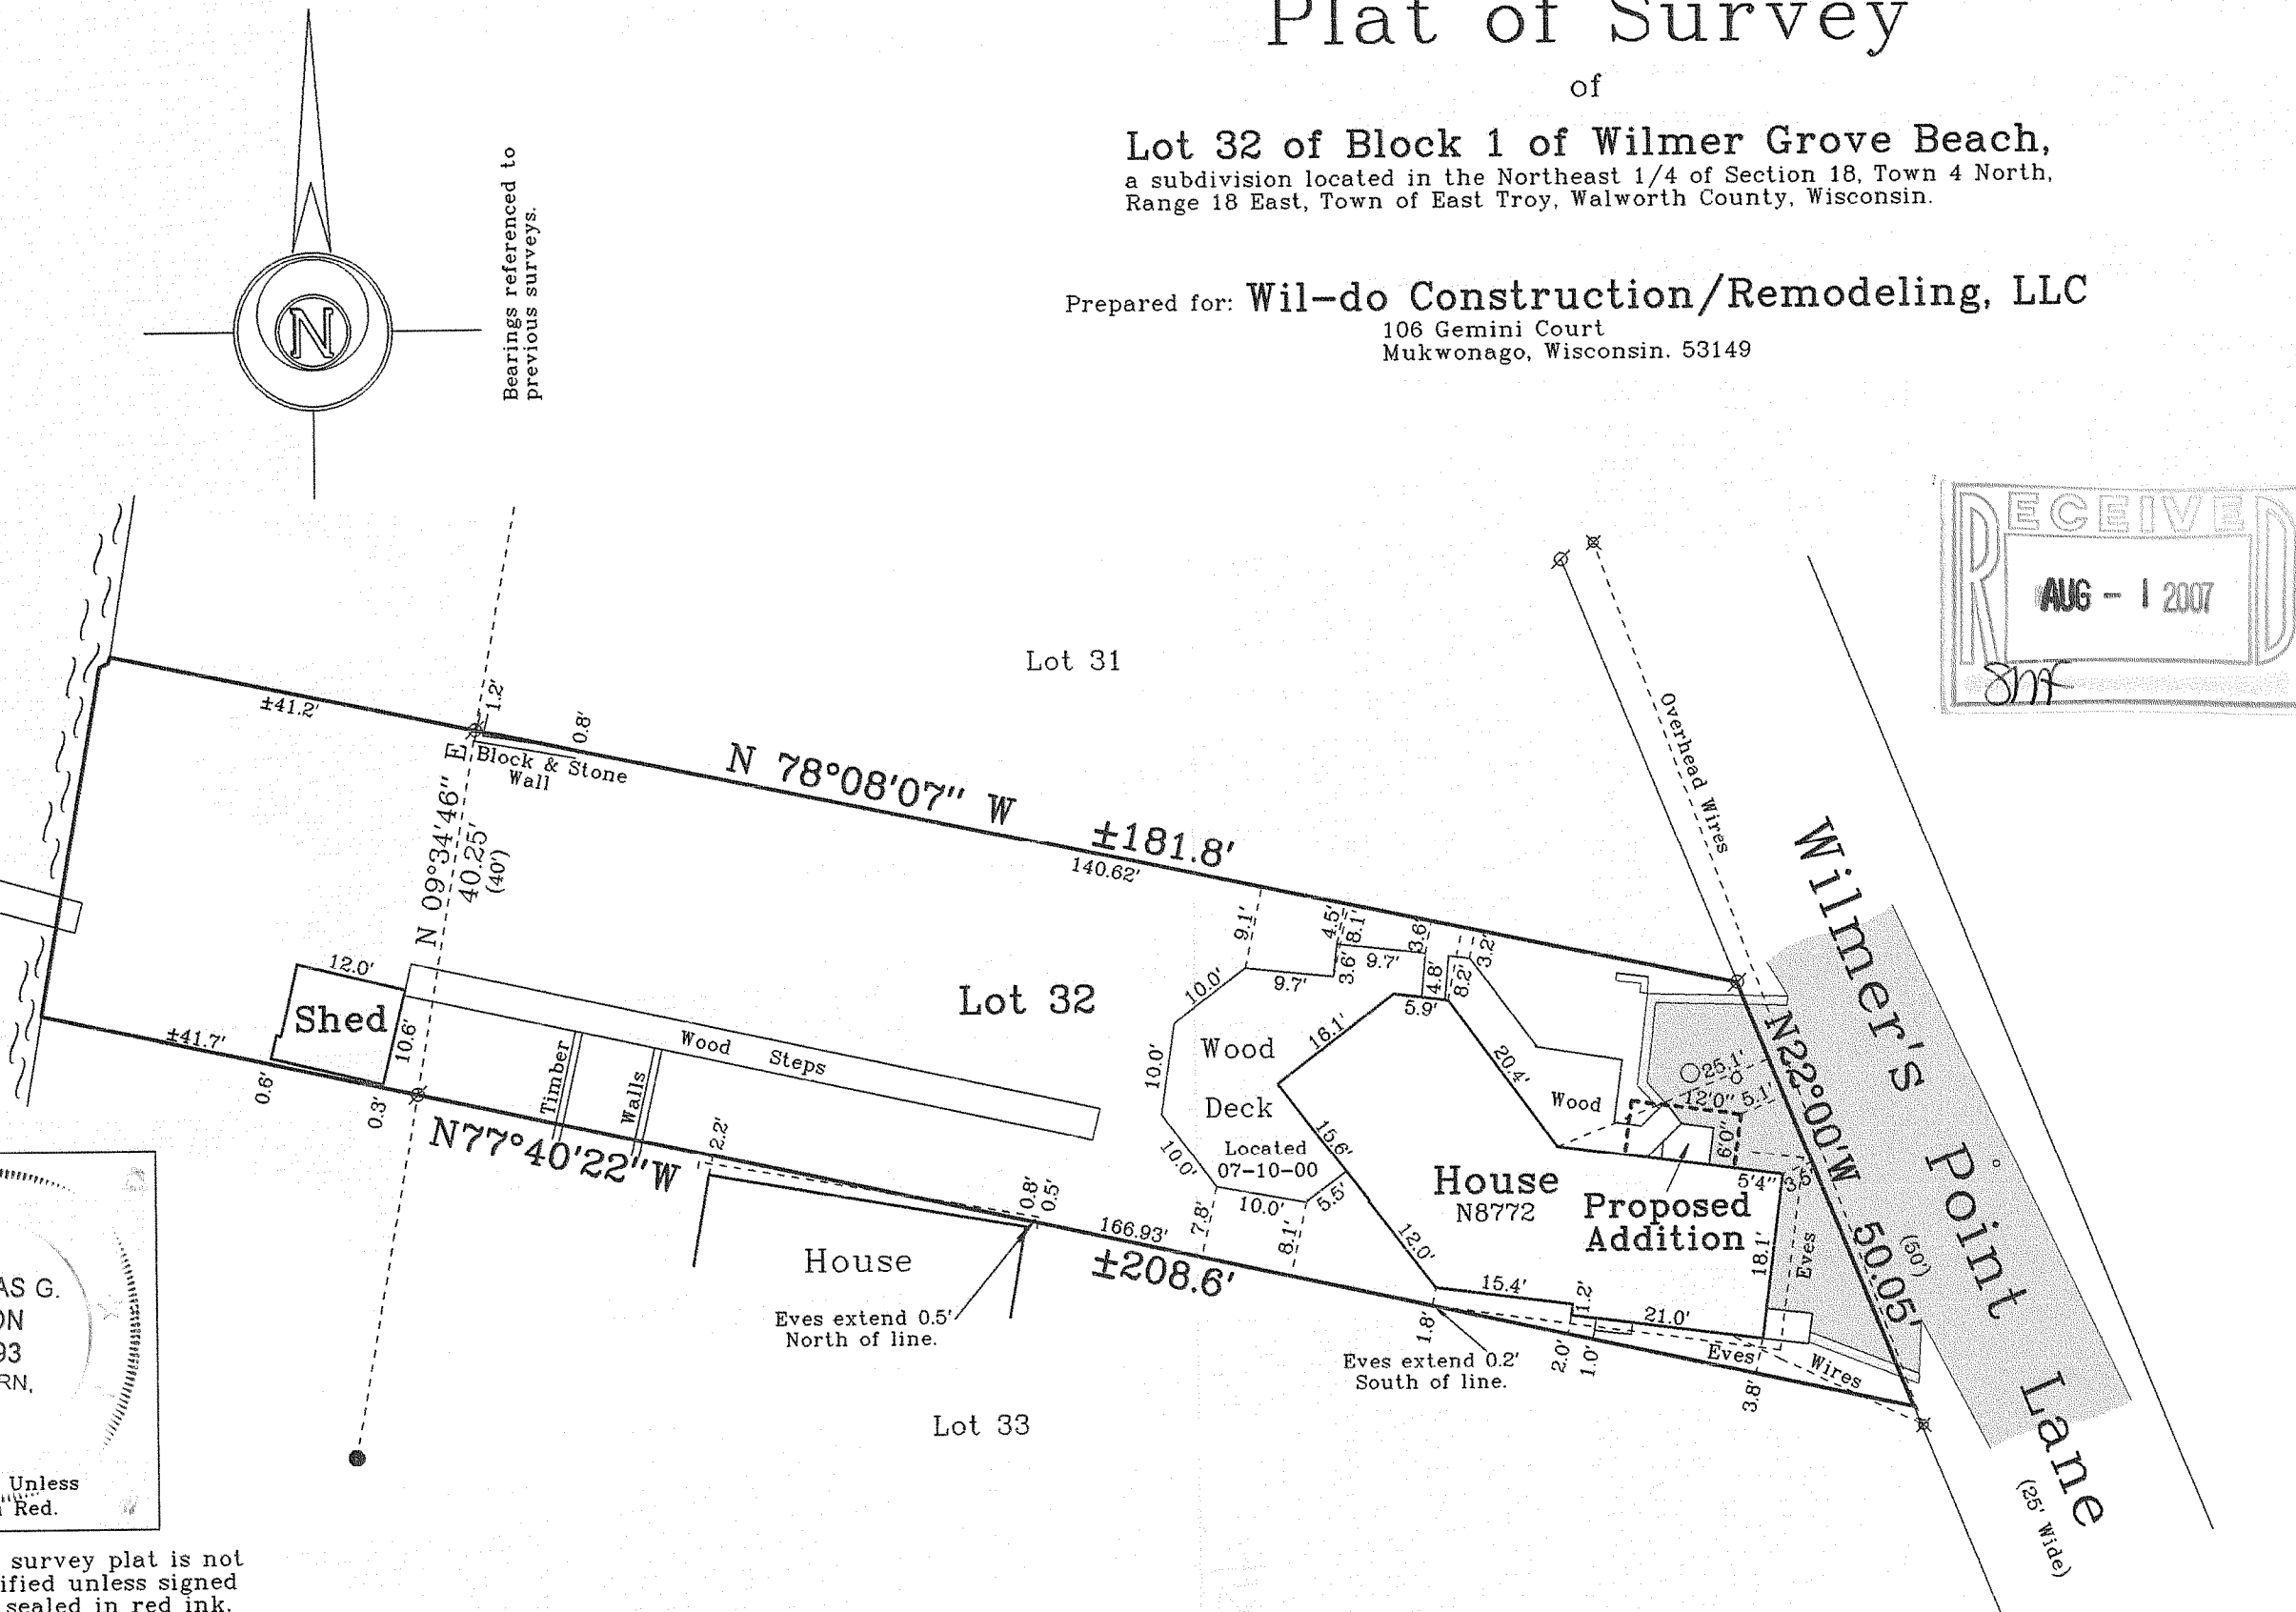 Plat of Survey
of
Lot 32 of Block 1 of Wilmer Grove Beach,
a subdivision located in the Northeast 1/4 of Section 18, Town 4 North,
Range 18 East, Town of East Troy, Walworth County, Wisconsin.
Prepared for: Wil-do Construction/Remodeling, LLC
106 Gemini Court
Mukwonago, Wisconsin. 53149
N
Bearings referenced to
previous surveys.
RECEIVED
AUG - 1 2007
Lot 31
±41.2'
1.2'
0.8'
Block & Stone
Wall
N 78°08'07" W
±181.8'
140.62'
N 09°34'46" E
40.25'
(40')
Overhead Wires
Wilmer's Point Lane
(25' Wide)
N22°00'W
50.05'
(50')
12.0'
Shed
10.6'
±41.7'
0.6'
0.3'
Wood Steps
Timber
Walls
Lot 32
N77°40'22"W
2.2'
0.8'
0.5'
166.93'
±208.6'
House
Eves extend 0.5'
North of line.
Lot 33
9.1'
4.5'
8.1'
3.6'
3.2'
10.0'
9.7'
3.6'
9.7'
4.8'
8.2'
5.9'
Wood
Deck
Located
07-10-00
10.0'
10.0'
10.0'
5.5'
7.8'
8.1'
16.1'
15.6'
12.0'
20.4'
Wood
25.1'
12'0"
5.1'
6'0"
5'4"
3.5'
House
N8772
Proposed
Addition
18.1'
Eves
15.4'
1.2'
21.0'
1.8'
2.0'
1.0'
3.8'
Eves
Wires
Eves extend 0.2'
South of line.
AS G.
ON
93
RN,
Unless
Red.
survey plat is not
ified unless signed
sealed in red ink.